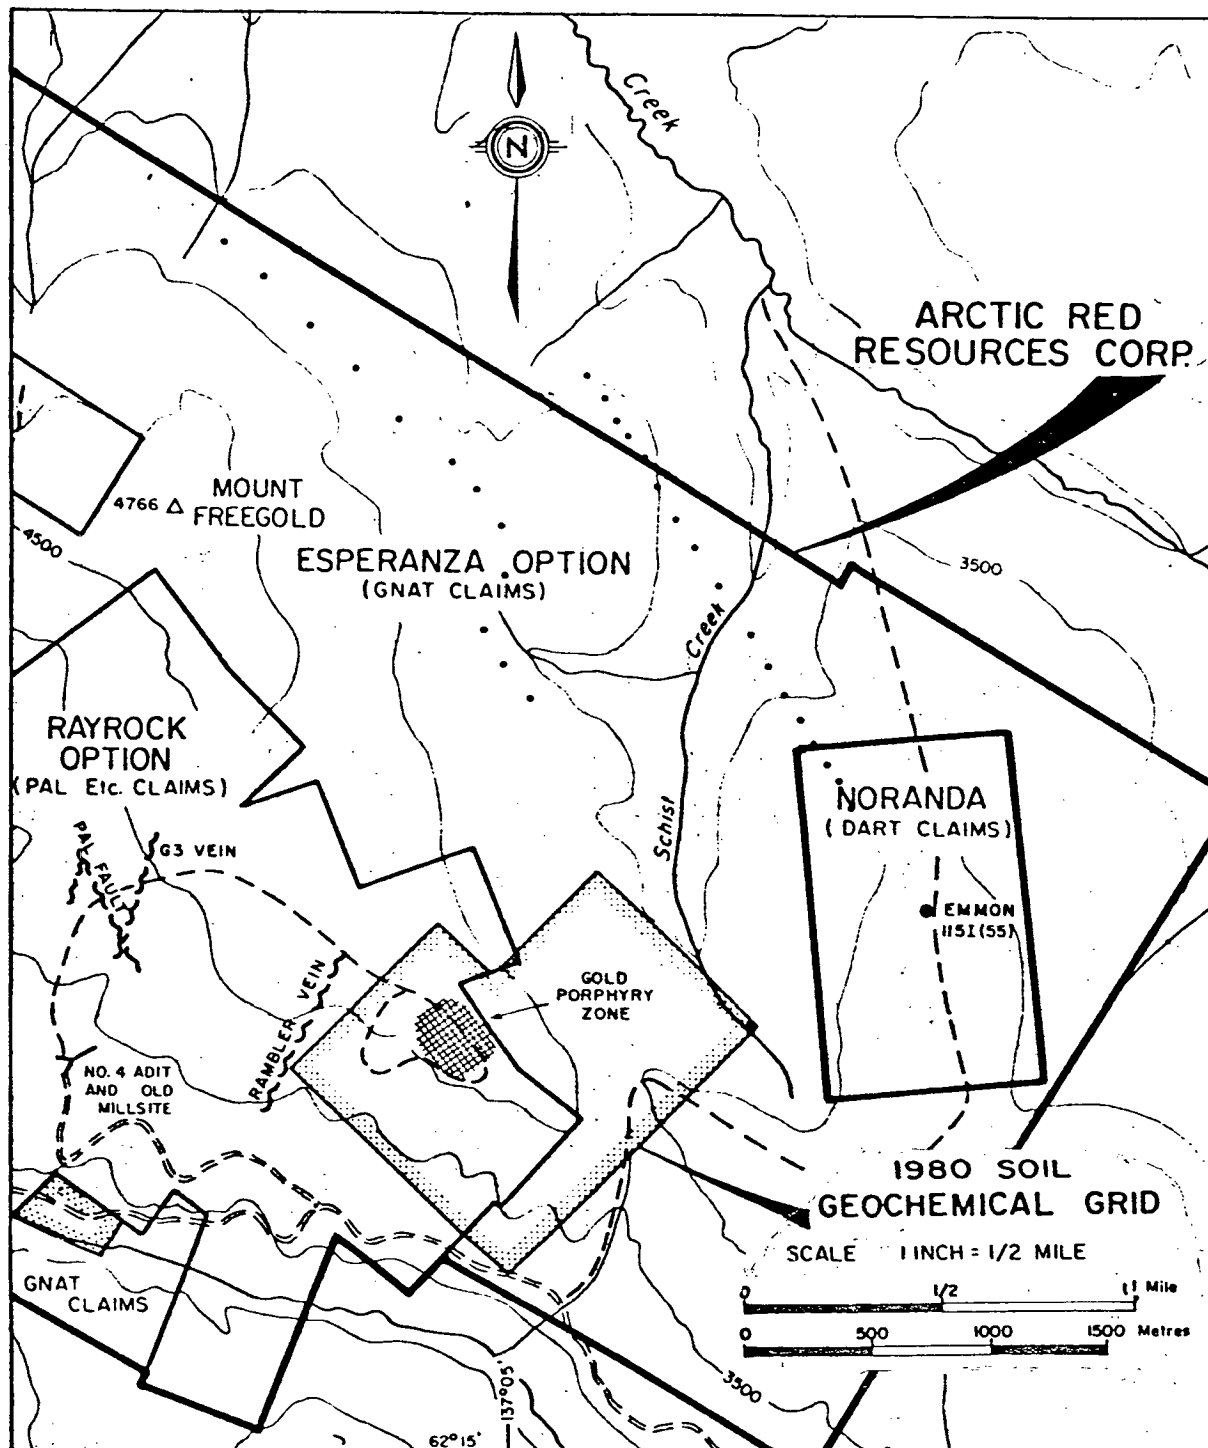 Creek
N
ARCTIC RED
RESOURCES CORP.
MOUNT
FREEGOLD
4766
4500
ESPERANZA OPTION
(GNAT CLAIMS)
3500
Creek
Schist
RAYROCK
OPTION
(PAL Etc. CLAIMS)
NORANDA
(DART CLAIMS)
PAL FAULT
G3 VEIN
EMMON
115I(55)
RAMBLER VEIN
GOLD
PORPHYRY
ZONE
NO. 4 ADIT
AND OLD
MILLSITE
1980 SOIL
GEOCHEMICAL GRID
SCALE 1 INCH = 1/2 MILE
0 1/2 1 Mile
0 500 1000 1500 Metres
GNAT
CLAIMS
3500
137°05'
62°15'